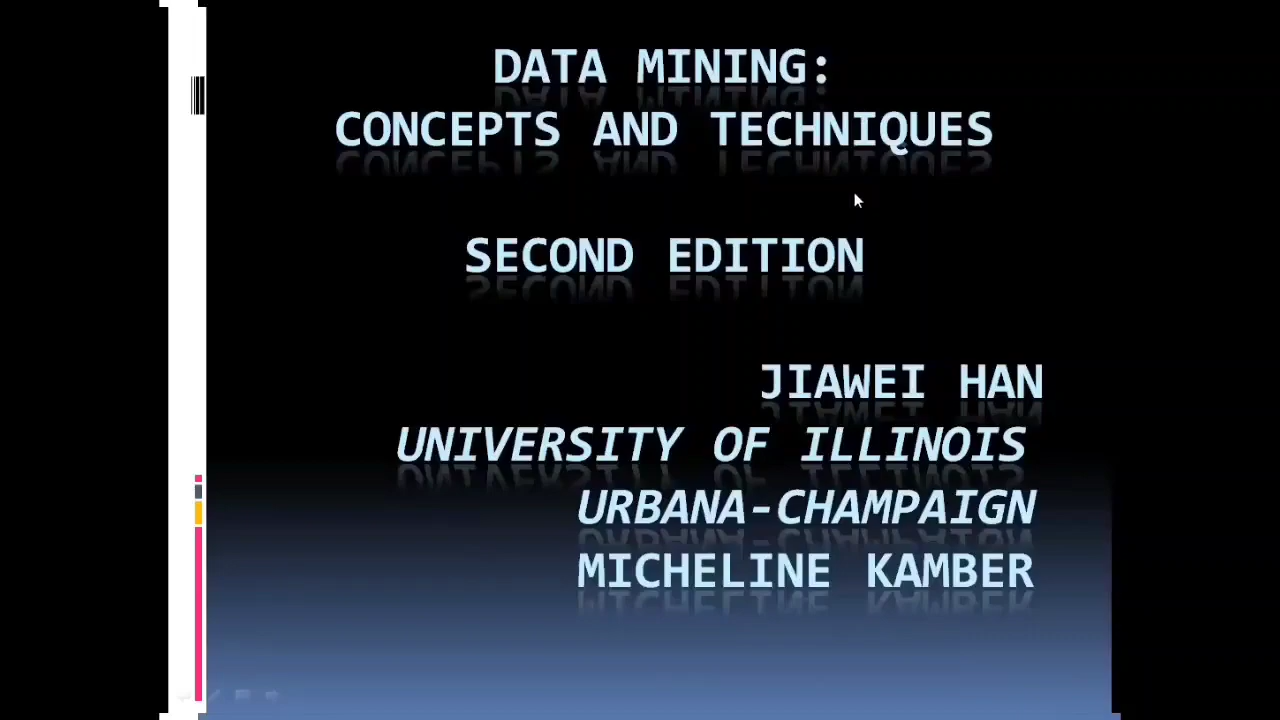 DATA MINING:
CONCEPTS AND TECHNIQUES
SECOND EDITION
JIAWEI HAN
UNIVERSITY OF ILLINOIS
URBANA-CHAMPAIGN
MICHELINE KAMBER